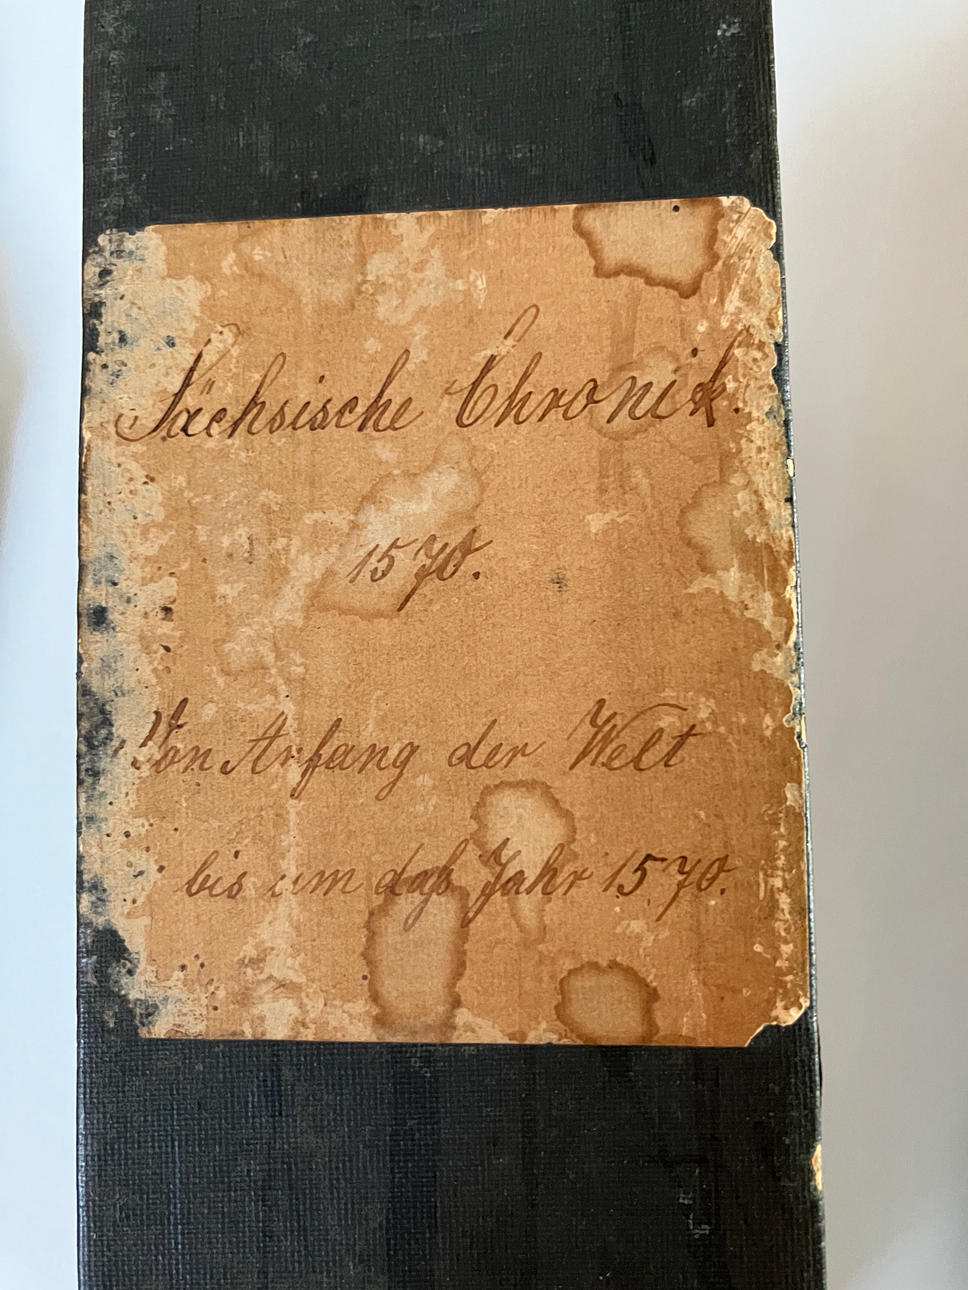 Sächsische Chronik.
1570.
Von Anfang der Welt
bis um daß Jahr 1570.